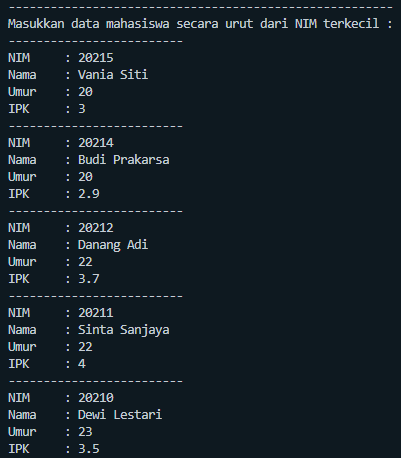 -------------------------------------------------------
Masukkan data mahasiswa secara urut dari NIM terkecil :
-------------------------
NIM     : 20215
Nama    : Vania Siti
Umur    : 20
IPK     : 3
-------------------------
NIM     : 20214
Nama    : Budi Prakarsa
Umur    : 20
IPK     : 2.9
-------------------------
NIM     : 20212
Nama    : Danang Adi
Umur    : 22
IPK     : 3.7
-------------------------
NIM     : 20211
Nama    : Sinta Sanjaya
Umur    : 22
IPK     : 4
-------------------------
NIM     : 20210
Nama    : Dewi Lestari
Umur    : 23
IPK     : 3.5